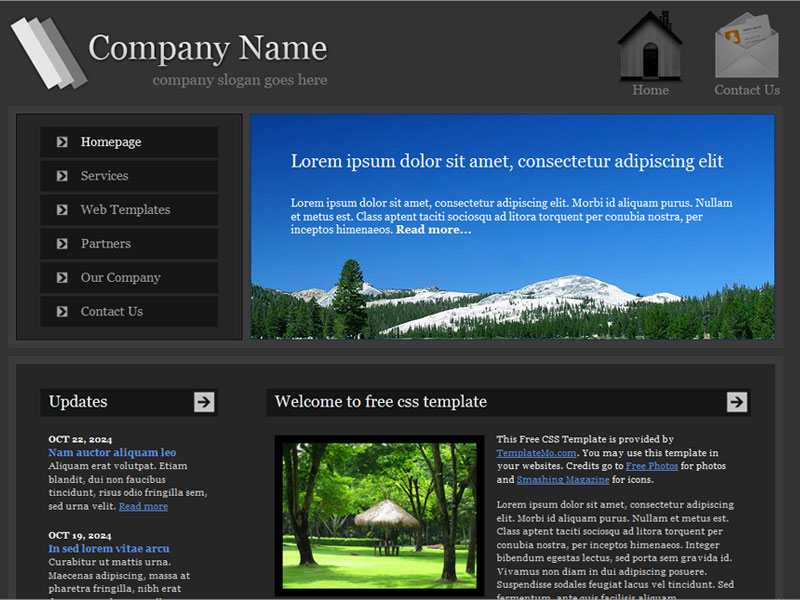 Company Name
company slogan goes here
Home
Contact Us
Homepage
Services
Web Templates
Partners
Our Company
Contact Us
Lorem ipsum dolor sit amet, consectetur adipiscing elit
Lorem ipsum dolor sit amet, consectetur adipiscing elit. Morbi id aliquam purus. Nullam
et metus est. Class aptent taciti sociosqu ad litora torquent per conubia nostra, per
inceptos himenaeos. Read more...
Updates
OCT 22, 2024
Nam auctor aliquam leo
Aliquam erat volutpat. Etiam
blandit, dui non faucibus
tincidunt, risus odio fringilla sem,
sed urna velit. Read more
OCT 19, 2024
In sed lorem vitae arcu
Curabitur ut mattis urna.
Maecenas adipiscing, massa at
pharetra fringilla, nibh erat
Welcome to free css template
This Free CSS Template is provided by
TemplateMo.com. You may use this template in
your websites. Credits go to Free Photos for photos
and Smashing Magazine for icons.
Lorem ipsum dolor sit amet, consectetur adipiscing
elit. Morbi id aliquam purus. Nullam et metus est.
Class aptent taciti sociosqu ad litora torquent per
conubia nostra, per inceptos himenaeos. Integer
bibendum egestas lectus, sed porta sem gravida id.
Vivamus non diam in dui adipiscing posuere.
Suspendisse sodales feugiat lacus vel tincidunt. Sed
fermentum, ante quis facilisis aliquam